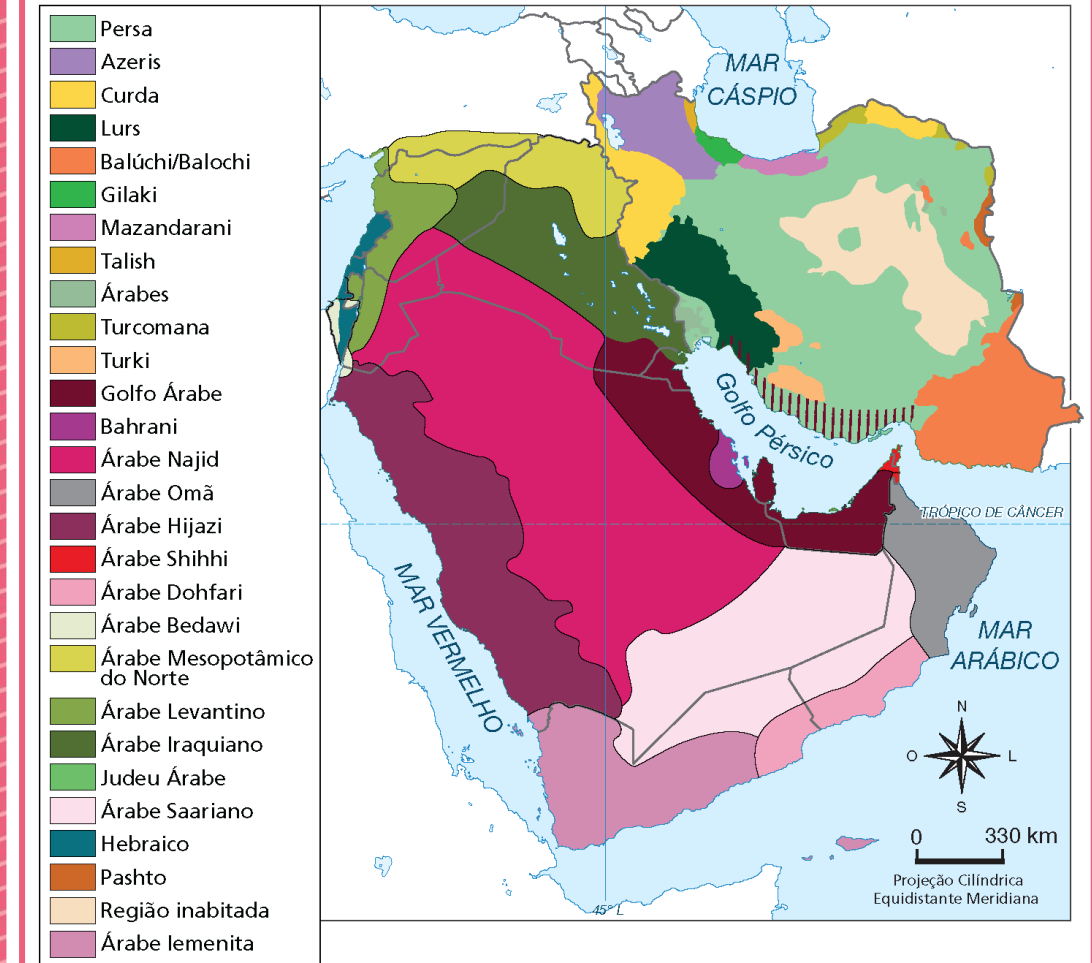 Persa
Azeris
Curda
Lurs
Balúchi/Balochi
Gilaki
Mazandarani
Talish
Árabes
Turcomana
Turki
Golfo Árabe
Bahrani
Árabe Najid
Árabe Omã
Árabe Hijazi
Árabe Shihhi
Árabe Dohfari
Árabe Bedawi
Árabe Mesopotâmico
do Norte
Árabe Levantino
Árabe Iraquiano
Judeu Árabe
Árabe Saariano
Hebraico
Pashto
Região inabitada
Árabe Iemenita
MAR
CÁSPIO
Golfo Pérsico
TRÓPICO DE CÂNCER
MAR VERMELHO
MAR
ARÁBICO
N
O L
S
0 330 km
Projeção Cilíndrica
Equidistante Meridiana
45° L